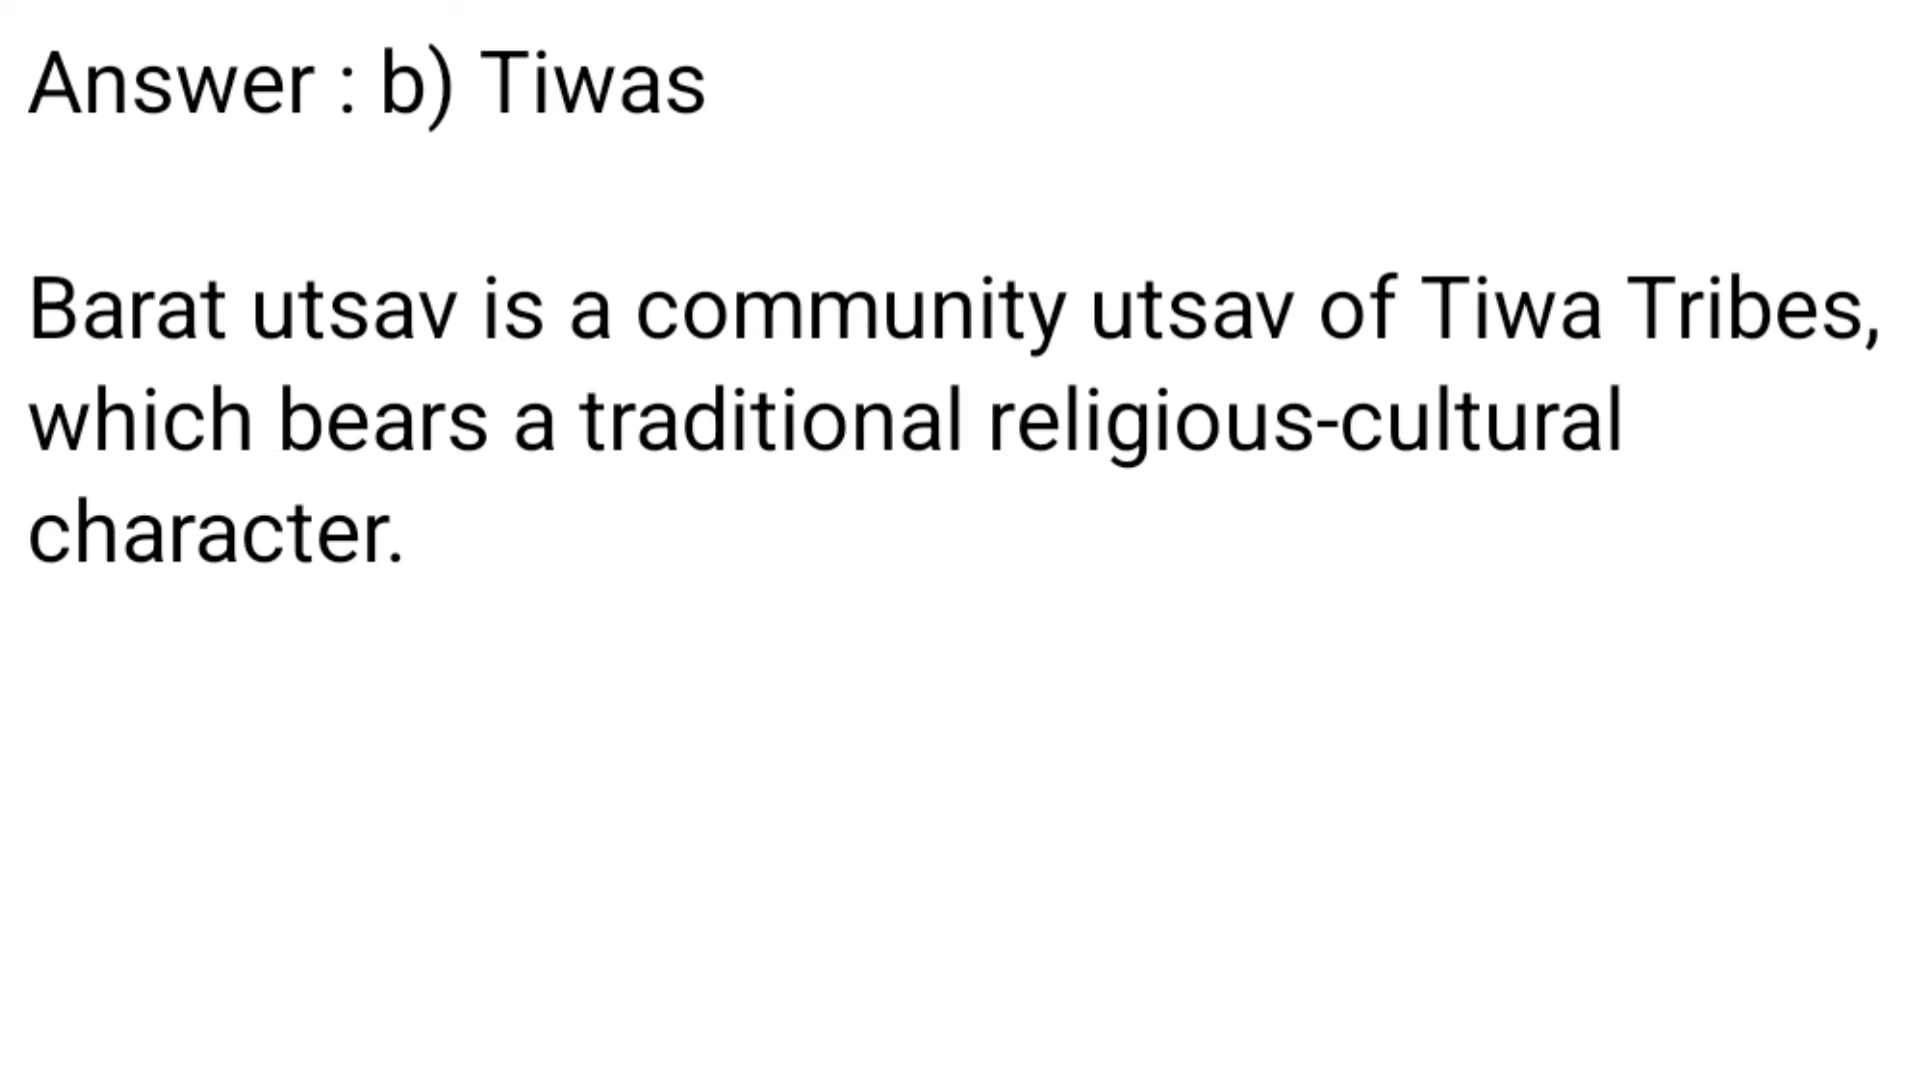 Answer : b) Tiwas
Barat utsav is a community utsav of Tiwa Tribes,
which bears a traditional religious-cultural
character.